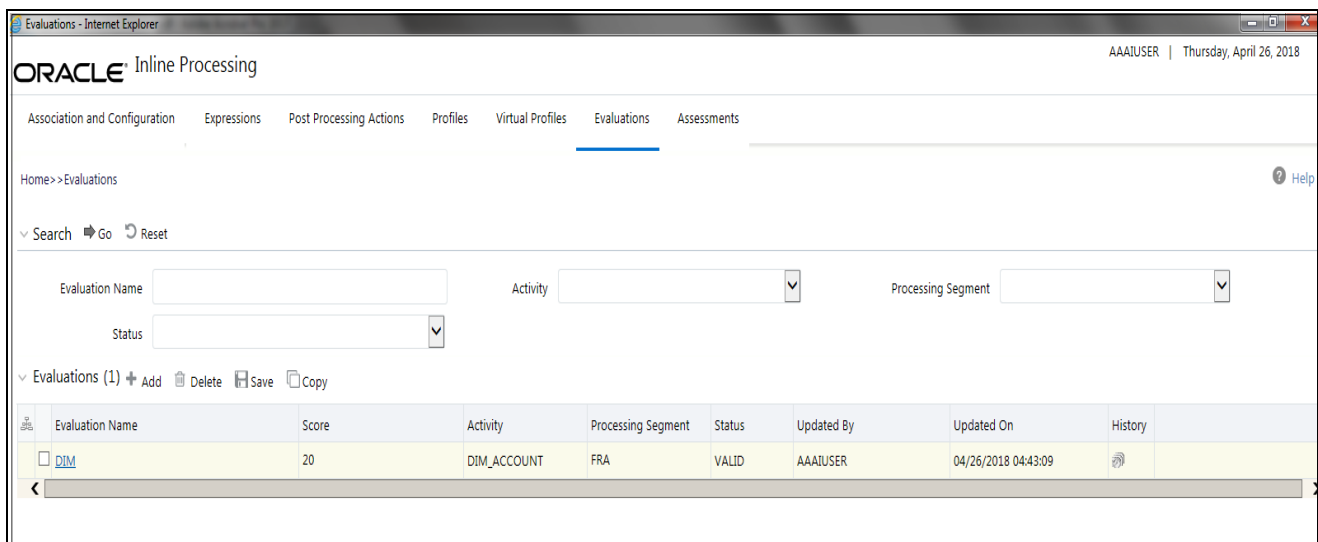 Evaluations - Internet Explorer
AAAIUSER | Thursday, April 26, 2018
ORACLE Inline Processing
Association and Configuration Expressions Post Processing Actions Profiles Virtual Profiles Evaluations Assessments
Home>>Evaluations
Help
Search Go Reset
Evaluation Name Activity Processing Segment
Status
Evaluations (1) Add Delete Save Copy
Evaluation Name Score Activity Processing Segment Status Updated By Updated On History
DIM 20 DIM_ACCOUNT FRA VALID AAAIUSER 04/26/2018 04:43:09